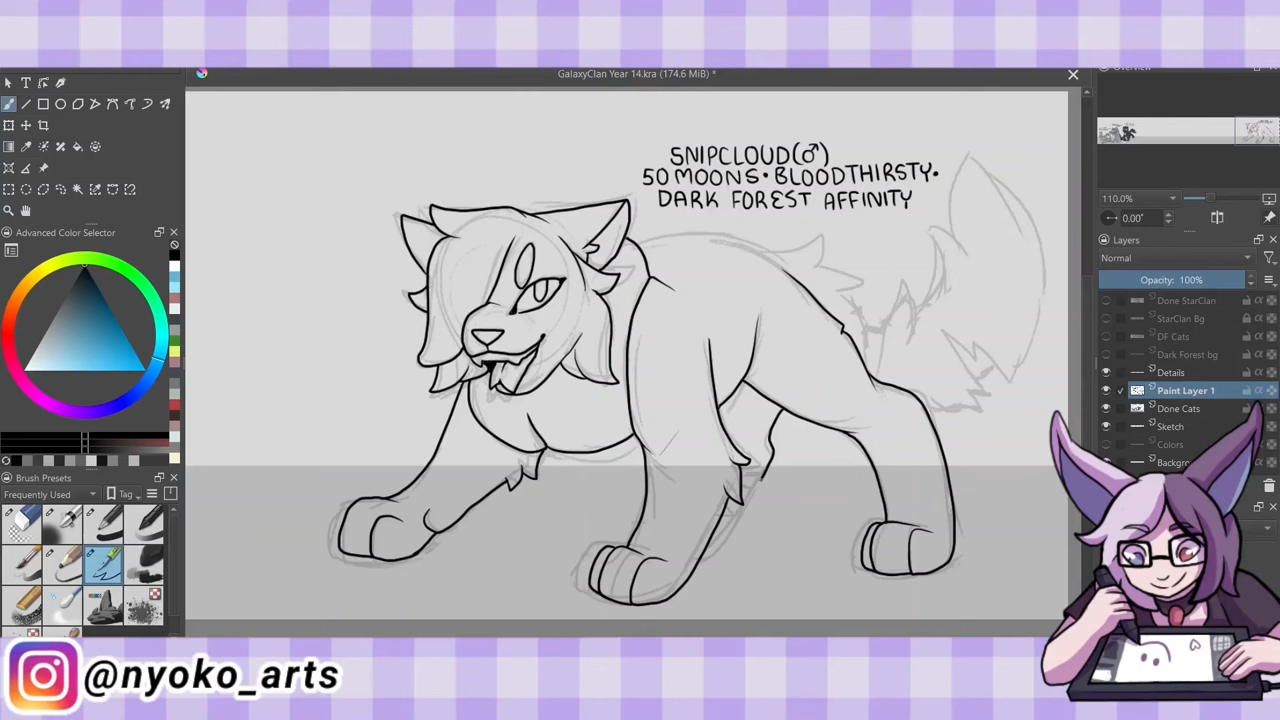 GalaxyClan Year 14.kra (174.6 MiB) *
SNIPCLOUD(♂)
50 MOONS • BLOODTHIRSTY •
DARK FOREST AFFINITY
Advanced Color Selector
Brush Presets
Frequently Used
Tag
110.0%
0.00°
Layers
Normal
Opacity: 100%
Done StarClan
StarClan Bg
DF Cats
Dark Forest bg
Details
Paint Layer 1
Done Cats
Sketch
Colors
@nyoko_arts